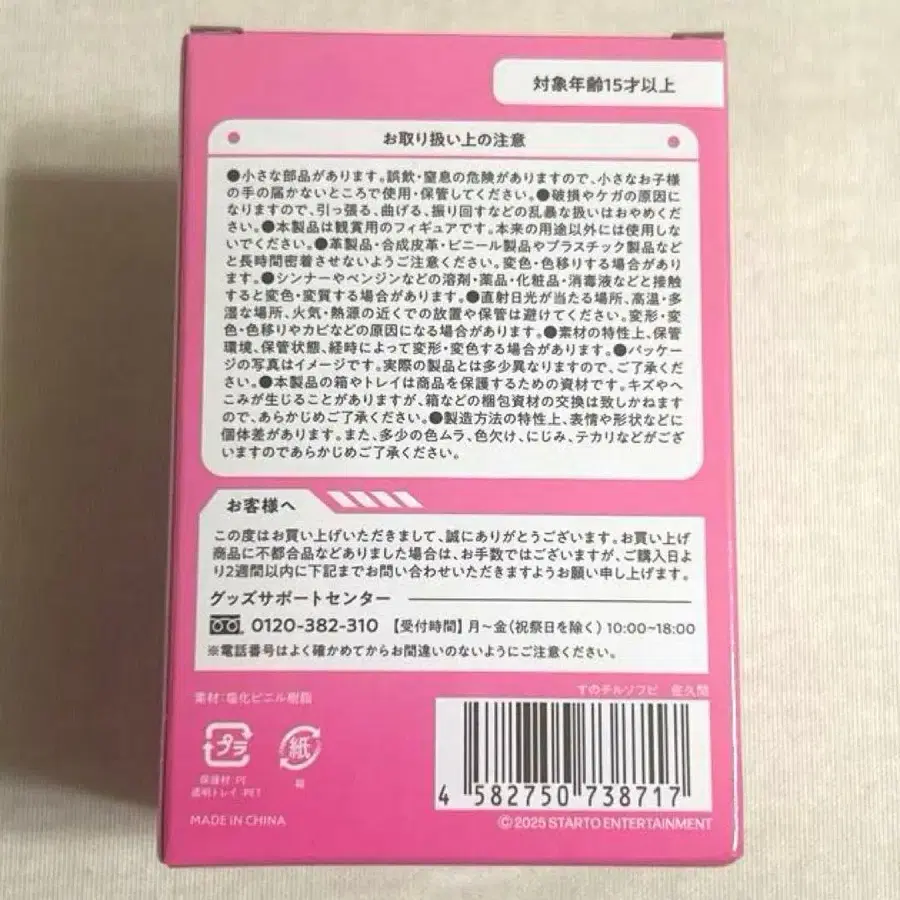 対象年齢15才以上
お取り扱い上の注意
●小さな部品があります。誤飲・窒息の危険がありますので、小さなお子様
の手の届かないところで使用・保管してください。●破損やケガの原因に
なりますので、引っ張る、曲げる、振り回すなどの乱暴な扱いはおやめくだ
さい。●本製品は観賞用のフィギュアです。本来の用途以外には使用しな
いでください。●革製品・合成皮革・ビニール製品やプラスチック製品など
と長時間密着させないようご注意ください。変色・色移りする場合があり
ます。●シンナーやベンジンなどの溶剤・薬品・化粧品・消毒液などと接触
すると変色・変質する場合があります。●直射日光が当たる場所、高温・多
湿な場所、火気・熱源の近くでの放置や保管は避けてください。変形・変
色・色移りやカビなどの原因になる場合があります。●素材の特性上、保管
環境、保管状態、経時によって変形・変色する場合があります。●パッケー
ジの写真はイメージです。実際の製品とは多少異なりますので、ご了承くだ
さい。●本製品の箱やトレイは商品を保護するための資材です。キズやへ
こみが生じることがありますが、箱などの梱包資材の交換は致しかねます
ので、あらかじめご了承ください。●製造方法の特性上、表情や形状などに
個体差があります。また、多少の色ムラ、色欠け、にじみ、テカリなどがござ
いますのであらかじめご了承ください。
お客様へ
この度はお買い上げいただきまして、誠にありがとうございます。お買い上げ
商品に不都合品などありました場合は、お手数ではございますが、ご購入日よ
り2週間以内に下記までお問い合わせいただきますようお願い申し上げます。
グッズサポートセンター
0120-382-310 【受付時間】月～金(祝祭日を除く) 10:00~18:00
※電話番号はよく確かめてからお間違いのないようにご注意ください。
素材:塩化ビニル樹脂
すのチルソフビ 佐久間
プラ
紙
保護材:PE
透明トレイ:PET
箱
4 582750 738717
MADE IN CHINA
©2025 STARTO ENTERTAINMENT